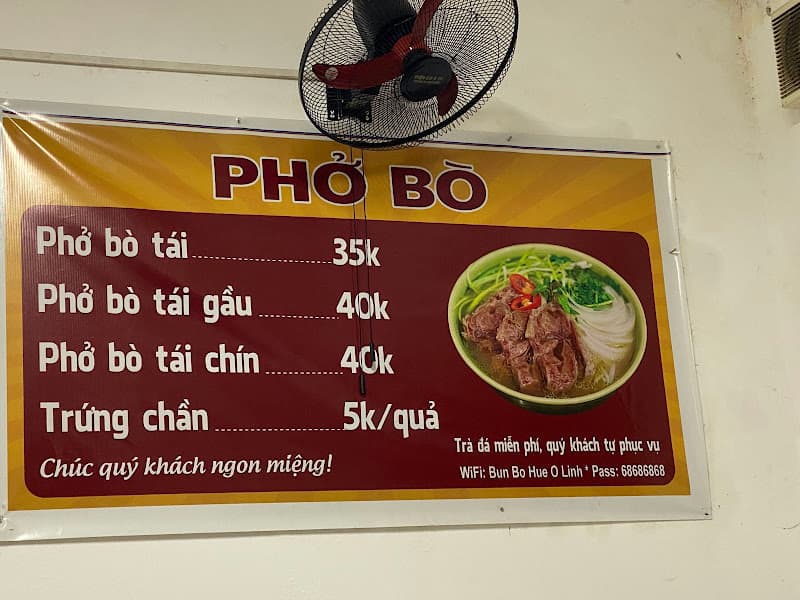 PHỞ BÒ
Phở bò tái.......................35k
Phở bò tái gầu .............40k
Phở bò tái chín ............40k
Trứng chần ....................5k/quả
Chúc quý khách ngon miệng!
Trà đá miễn phí, quý khách tự phục vụ
WiFi: Bun Bo Hue O Linh * Pass: 68686868